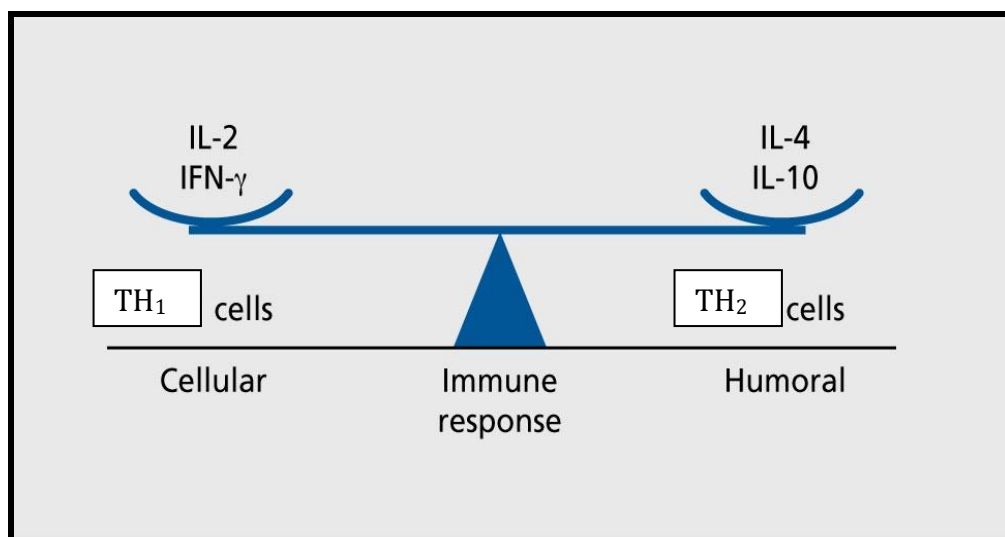 IL-2
IFN-γ
IL-4
IL-10
TH₁ cells
TH₂ cells
Cellular
Immune
response
Humoral